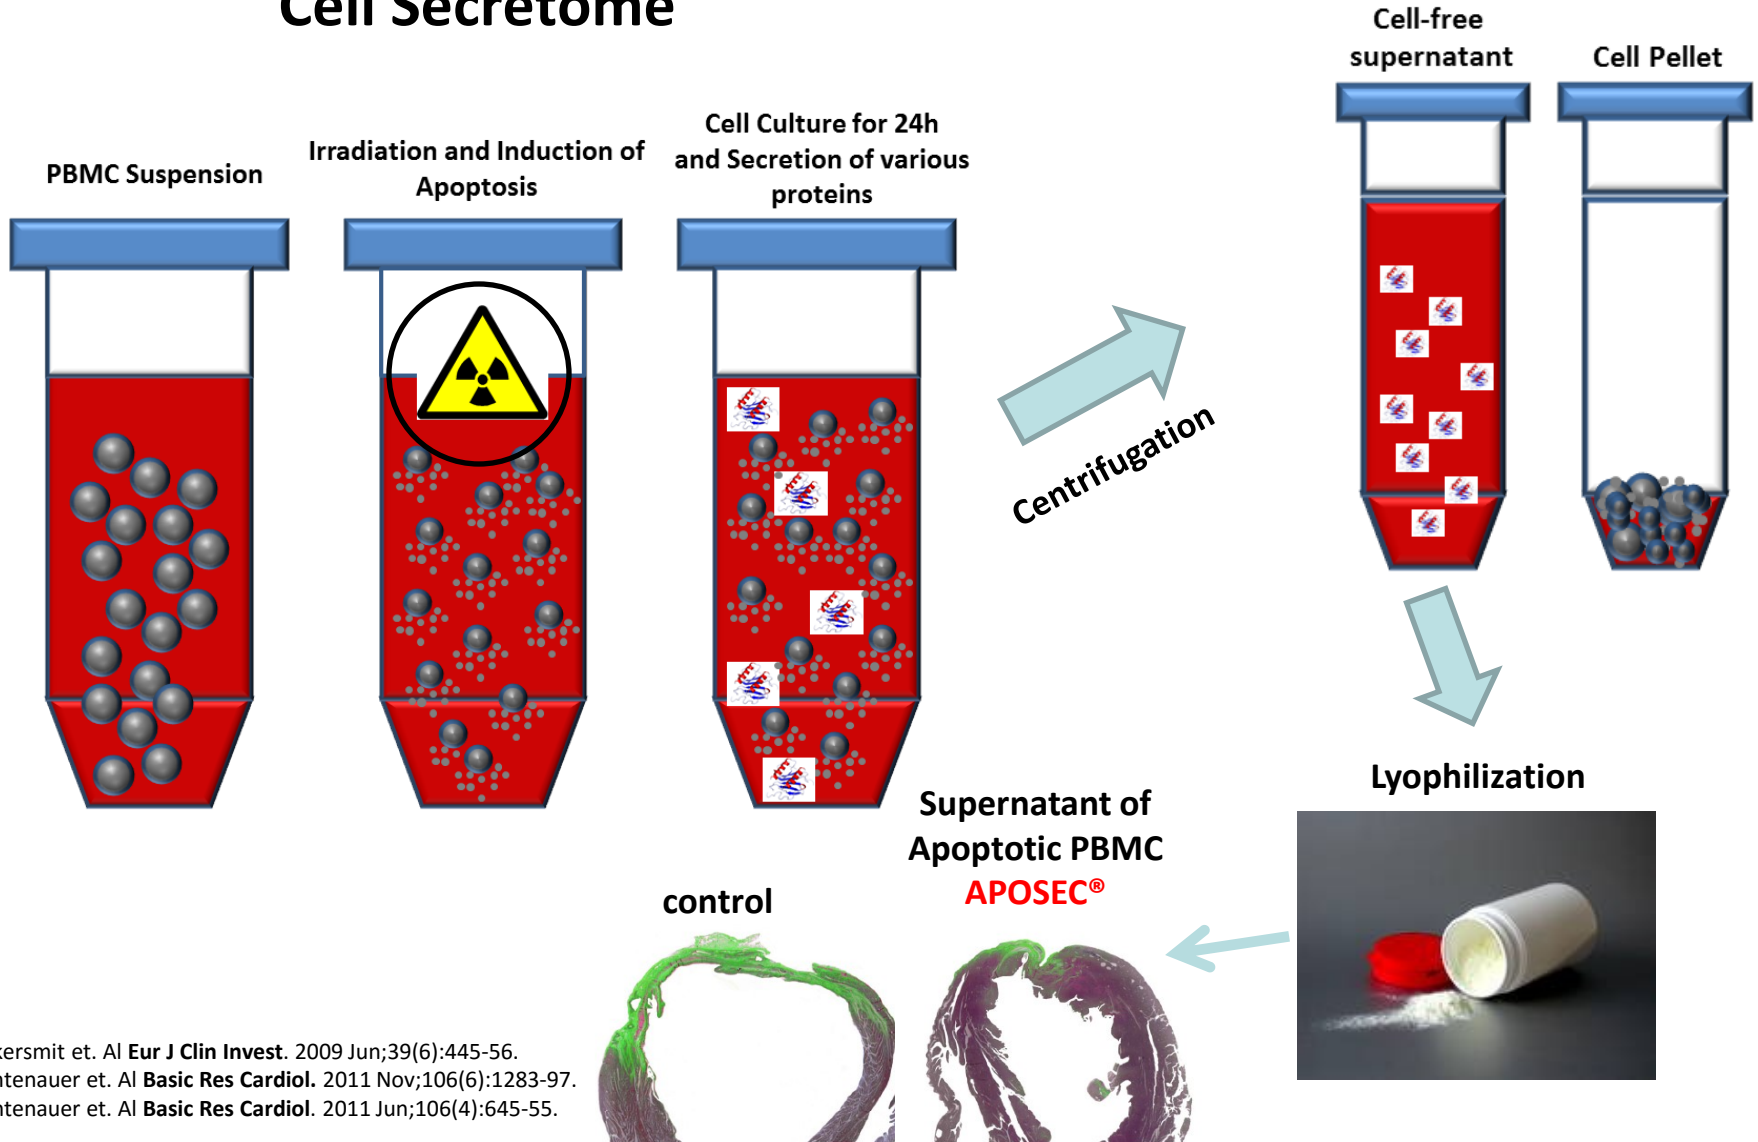 Cell Secretome
PBMC Suspension
Irradiation and Induction of
Apoptosis
Cell Culture for 24h
and Secretion of various
proteins
Centrifugation
Cell-free
supernatant
Cell Pellet
Lyophilization
Supernatant of
Apoptotic PBMC
APOSEC®
control
et. Al Eur J Clin Invest. 2009 Jun;39(6):445-56.
et. Al Basic Res Cardiol. 2011 Nov;106(6):1283-97.
et. Al Basic Res Cardiol. 2011 Jun;106(4):645-55.